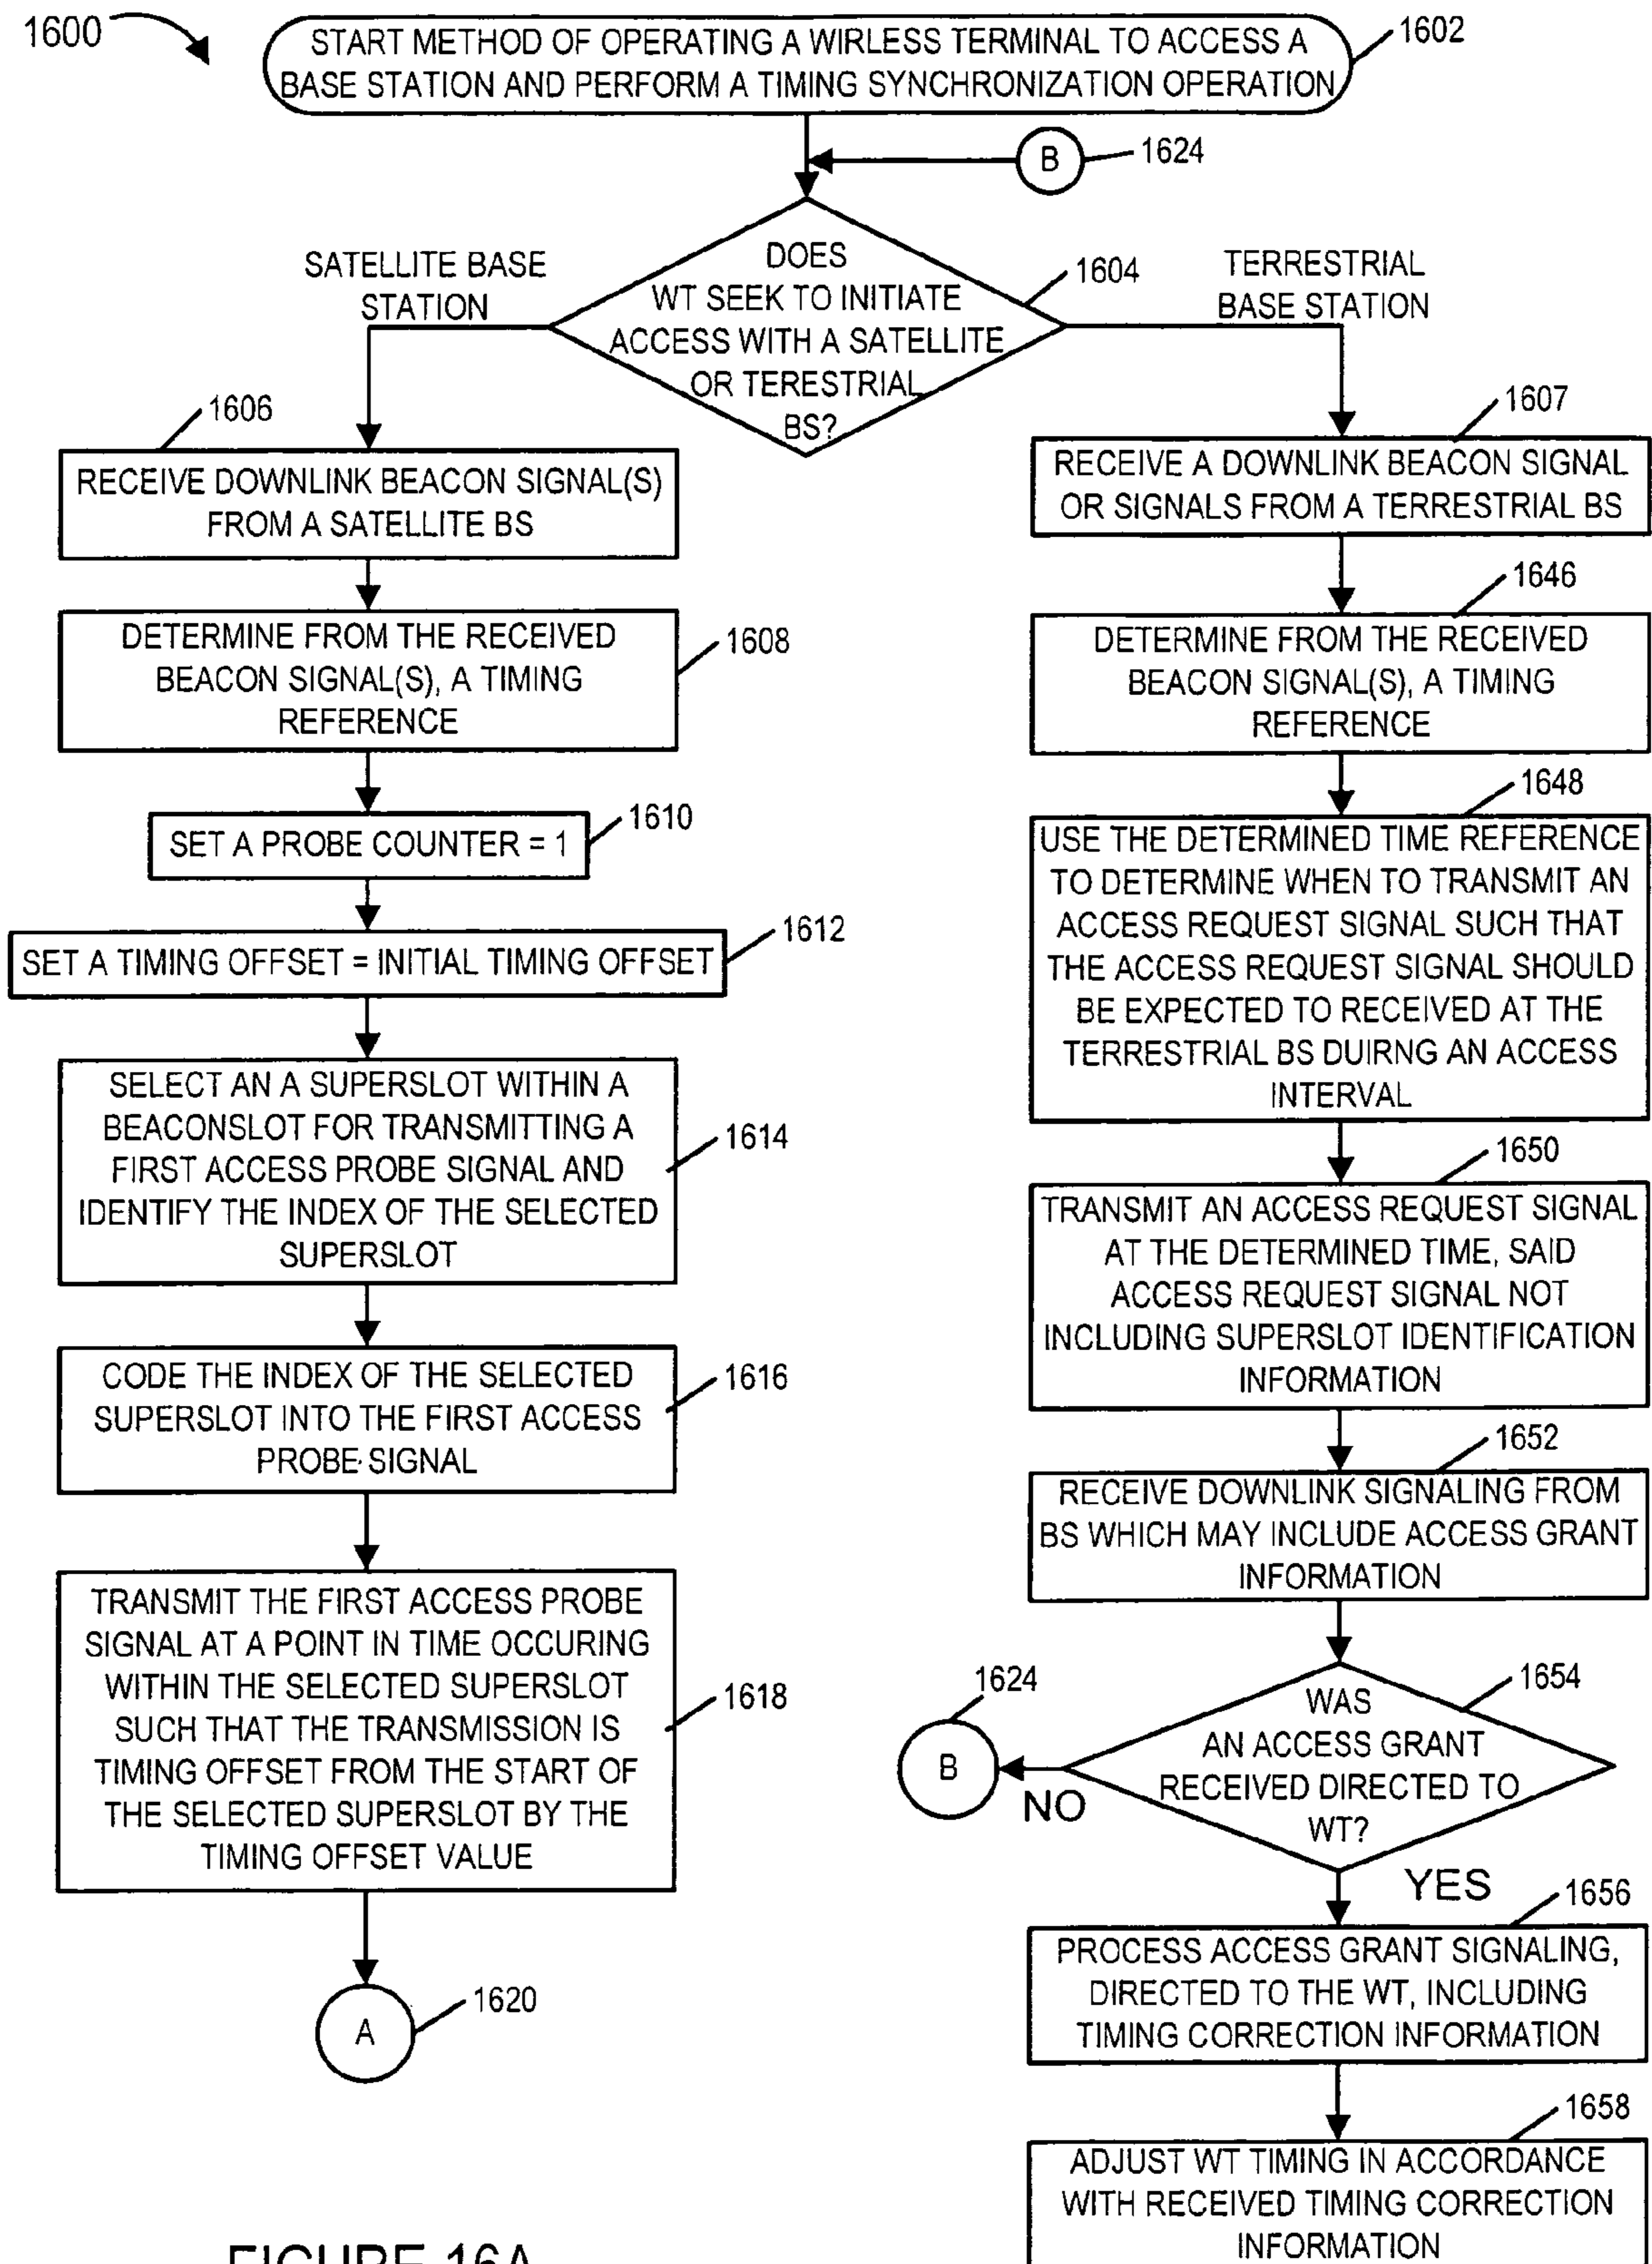 1600
START METHOD OF OPERATING A WIRLESS TERMINAL TO ACCESS A
BASE STATION AND PERFORM A TIMING SYNCHRONIZATION OPERATION
1602
B
1624
DOES
WT SEEK TO INITIATE
ACCESS WITH A SATELLITE
OR TERESTRIAL
BS?
1604
SATELLITE BASE
STATION
TERRESTRIAL
BASE STATION
1606
RECEIVE DOWNLINK BEACON SIGNAL(S)
FROM A SATELLITE BS
DETERMINE FROM THE RECEIVED
BEACON SIGNAL(S), A TIMING
REFERENCE
1608
SET A PROBE COUNTER = 1
1610
SET A TIMING OFFSET = INITIAL TIMING OFFSET
1612
SELECT AN A SUPERSLOT WITHIN A
BEACONSLOT FOR TRANSMITTING A
FIRST ACCESS PROBE SIGNAL AND
IDENTIFY THE INDEX OF THE SELECTED
SUPERSLOT
1614
CODE THE INDEX OF THE SELECTED
SUPERSLOT INTO THE FIRST ACCESS
PROBE SIGNAL
1616
TRANSMIT THE FIRST ACCESS PROBE
SIGNAL AT A POINT IN TIME OCCURING
WITHIN THE SELECTED SUPERSLOT
SUCH THAT THE TRANSMISSION IS
TIMING OFFSET FROM THE START OF
THE SELECTED SUPERSLOT BY THE
TIMING OFFSET VALUE
1618
A
1620
1607
RECEIVE A DOWNLINK BEACON SIGNAL
OR SIGNALS FROM A TERRESTRIAL BS
1646
DETERMINE FROM THE RECEIVED
BEACON SIGNAL(S), A TIMING
REFERENCE
1648
USE THE DETERMINED TIME REFERENCE
TO DETERMINE WHEN TO TRANSMIT AN
ACCESS REQUEST SIGNAL SUCH THAT
THE ACCESS REQUEST SIGNAL SHOULD
BE EXPECTED TO RECEIVED AT THE
TERRESTRIAL BS DUIRNG AN ACCESS
INTERVAL
1650
TRANSMIT AN ACCESS REQUEST SIGNAL
AT THE DETERMINED TIME, SAID
ACCESS REQUEST SIGNAL NOT
INCLUDING SUPERSLOT IDENTIFICATION
INFORMATION
1652
RECEIVE DOWNLINK SIGNALING FROM
BS WHICH MAY INCLUDE ACCESS GRANT
INFORMATION
1654
WAS
AN ACCESS GRANT
RECEIVED DIRECTED TO
WT?
1624
B
NO
YES
1656
PROCESS ACCESS GRANT SIGNALING,
DIRECTED TO THE WT, INCLUDING
TIMING CORRECTION INFORMATION
1658
ADJUST WT TIMING IN ACCORDANCE
WITH RECEIVED TIMING CORRECTION
INFORMATION
FIGURE 16A